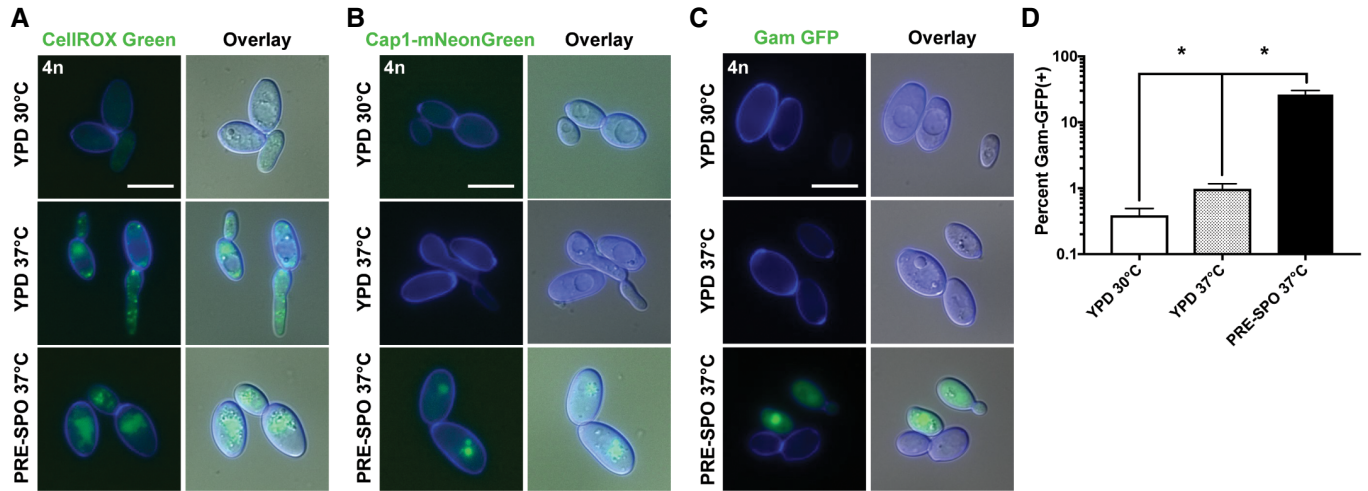 A
CellROX Green
Overlay
YPD 30°C
4n
YPD 37°C
PRE-SPO 37°C
B
Cap1-mNeonGreen
Overlay
YPD 30°C
4n
YPD 37°C
PRE-SPO 37°C
C
Gam GFP
Overlay
YPD 30°C
4n
YPD 37°C
PRE-SPO 37°C
D
Percent Gam-GFP(+)
100
10
1
0.1
* *
YPD 30°C
YPD 37°C
PRE-SPO 37°C